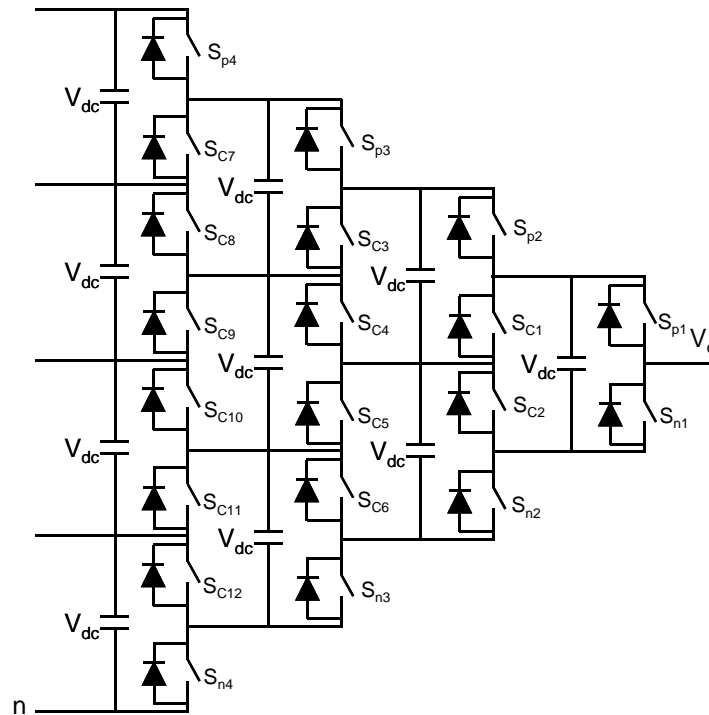 Sp4
Vdc
SC7
Sp3
Vdc
SC8
SC3
Sp2
Vdc
Vdc
SC9
SC4
SC1
Sp1
Vdc
Vdc
SC10
SC5
SC2
Sn1
Vdc
Vdc
SC11
SC6
Sn2
Vdc
SC12
Sn3
Vdc
Sn4
n